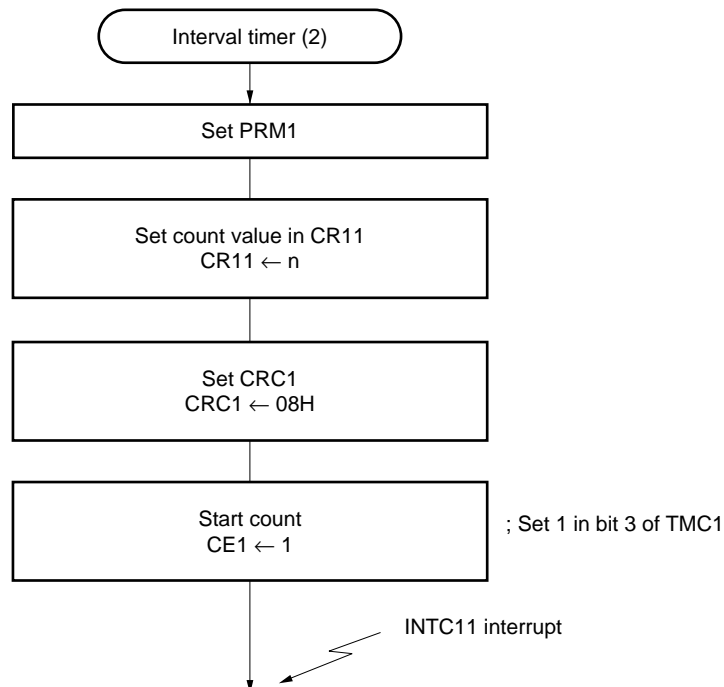 Interval timer (2)
Set PRM1
Set count value in CR11
CR11 ← n
Set CRC1
CRC1 ← 08H
Start count
CE1 ← 1
; Set 1 in bit 3 of TMC1
INTC11 interrupt